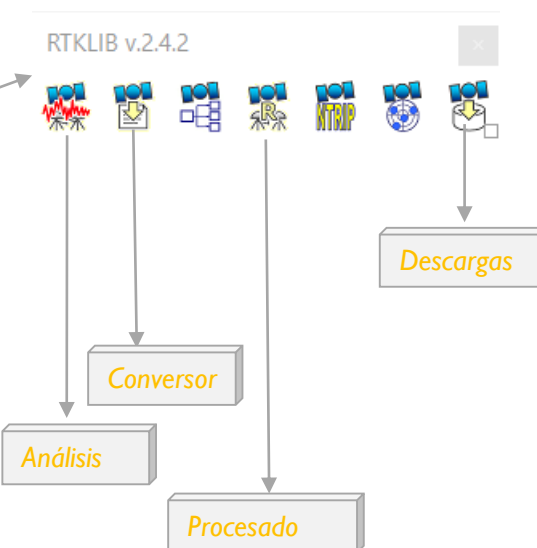 RTKLIB v.2.4.2
R
NTRIP
Descargas
Conversor
Análisis
Procesado